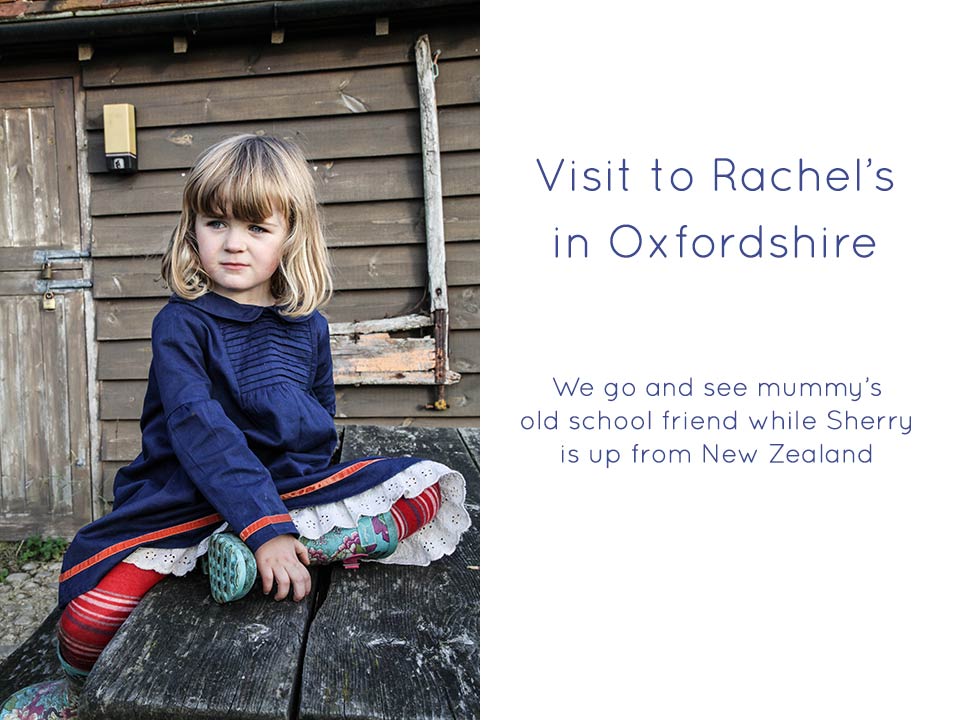 Visit to Rachel’s
in Oxfordshire
We go and see mummy’s
old school friend while Sherry
is up from New Zealand